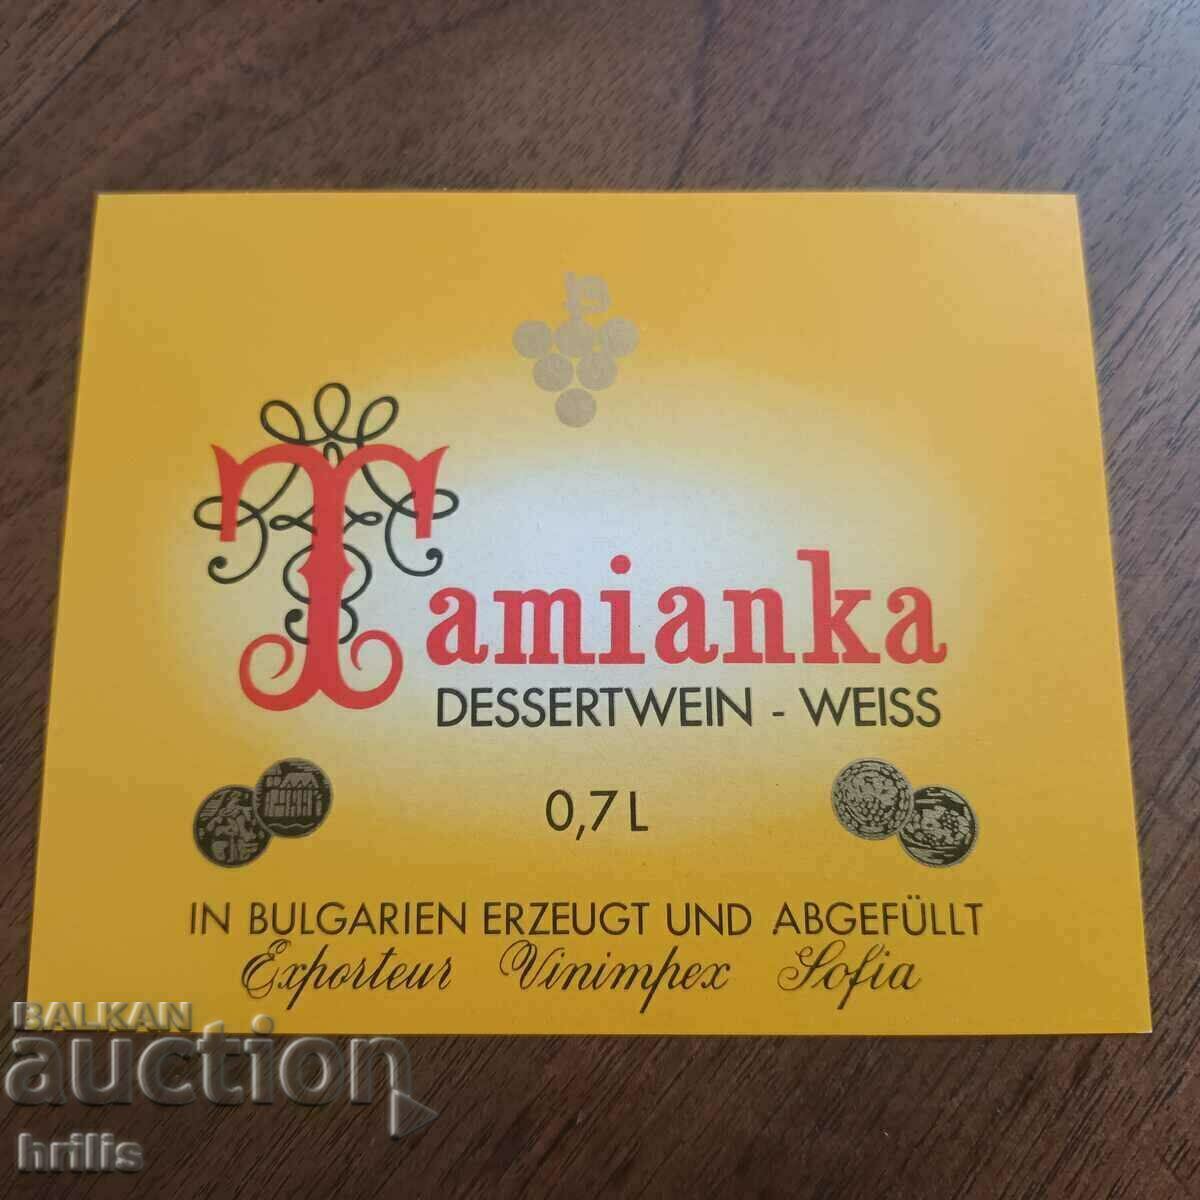 Tamianka
DESSERTWEIN - WEISS
0,7 L
IN BULGARIEN ERZEUGT UND ABGEFÜLLT
Exporteur Vinimpex Sofia
BALKAN
auction
hrilis